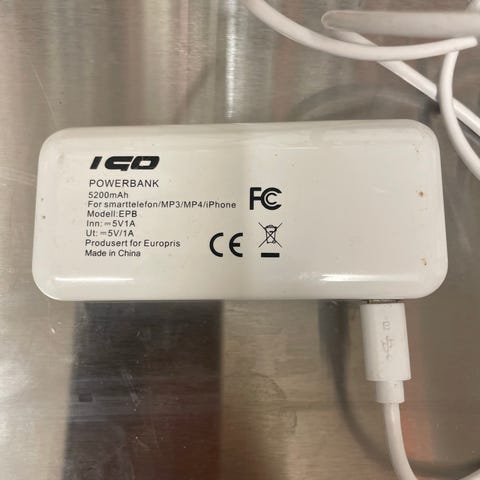 IGO
POWERBANK
5200mAh
For smarttelefon/MP3/MP4/iPhone
Modell:EPB
Inn: ⎓5V1A
Ut: ⎓5V/1A
Produsert for Europris
Made in China
FC
CE